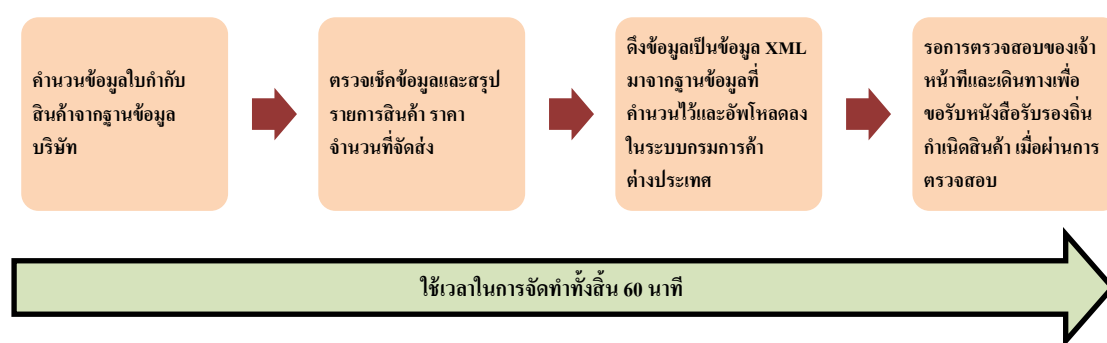 คำนวนข้อมูลใบกำกับ
สินค้าจากฐานข้อมูล
บริษัท
ตรวจเช็คข้อมูลและสรุป
รายการสินค้า ราคา
จำนวนที่จัดส่ง
ดึงข้อมูลเป็นข้อมูล XML
มาจากฐานข้อมูลที่
คำนวนไว้และอัพโหลดลง
ในระบบกรมการค้า
ต่างประเทศ
รอการตรวจสอบของเจ้า
หน้าที่และเดินทางเพื่อ
ขอรับหนังสือรับรองถิ่น
กำเนิดสินค้า เมื่อผ่านการ
ตรวจสอบ
ใช้เวลาในการจัดทำทั้งสิ้น 60 นาที